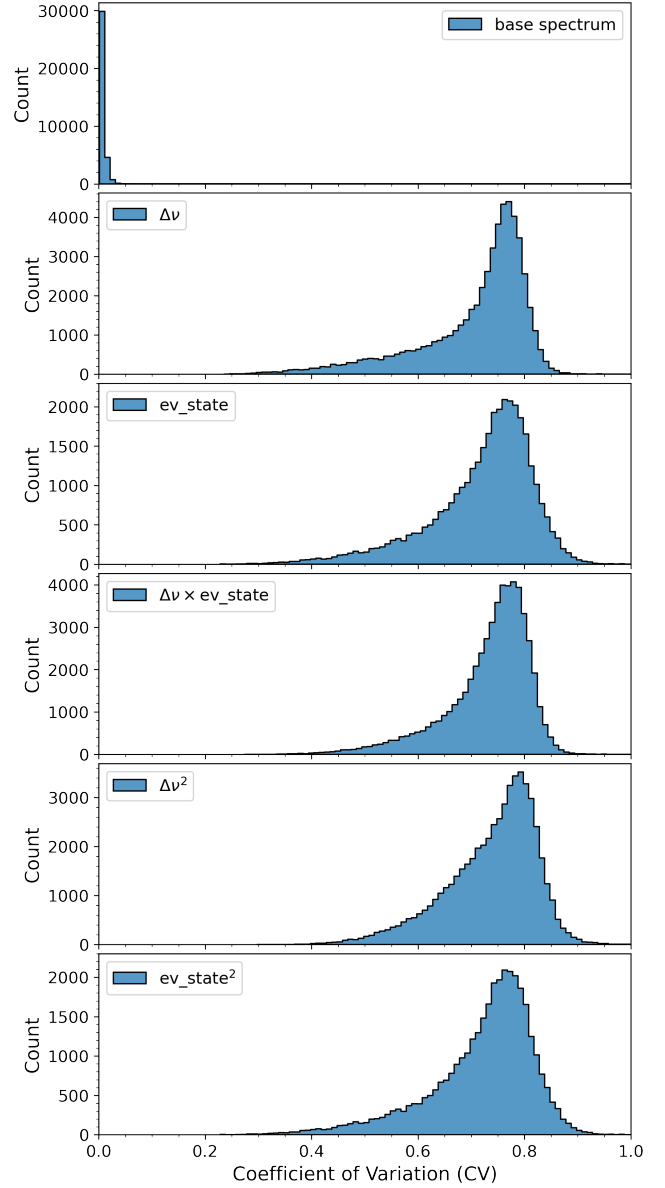 30000
20000
10000
0
Count
base spectrum
4000
3000
2000
1000
0
Count
Δν
2000
1500
1000
500
0
Count
ev_state
4000
3000
2000
1000
0
Count
Δν × ev_state
3000
2000
1000
0
Count
Δν²
2000
1500
1000
500
0
Count
ev_state²
0.0 0.2 0.4 0.6 0.8 1.0
Coefficient of Variation (CV)